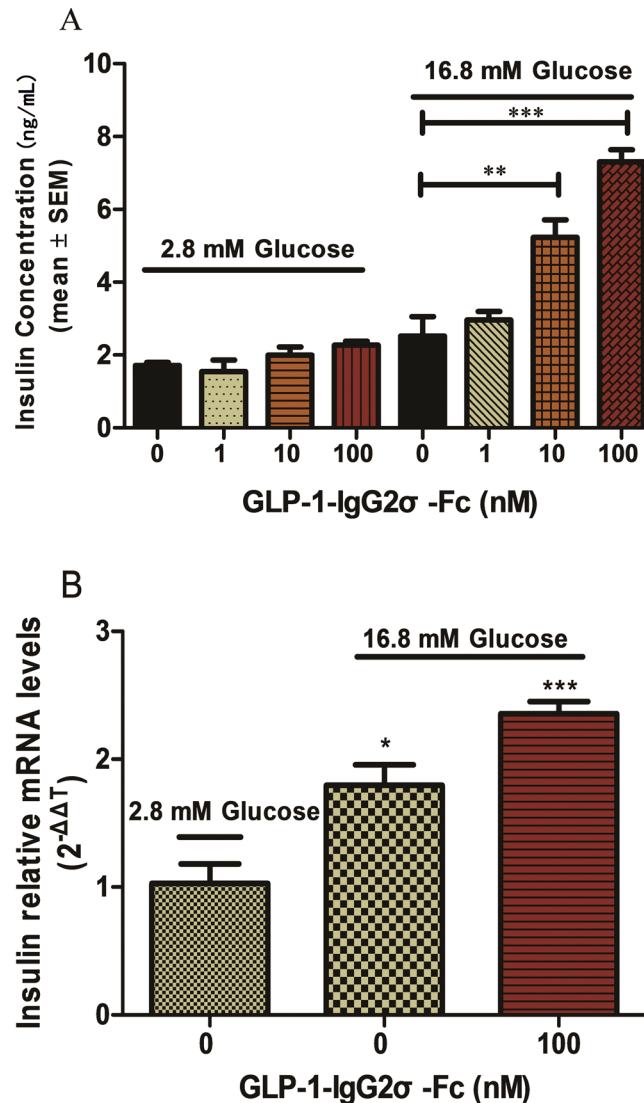 A
Insulin Concentration (ng/mL)
(mean ± SEM)
10
8
6
4
2
0
16.8 mM Glucose
***
**
2.8 mM Glucose
0 1 10 100 0 1 10 100
GLP-1-IgG2σ -Fc (nM)
B
Insulin relative mRNA levels
(2-ΔΔT)
3
2
1
0
16.8 mM Glucose
***
*
2.8 mM Glucose
0 0 100
GLP-1-IgG2σ -Fc (nM)